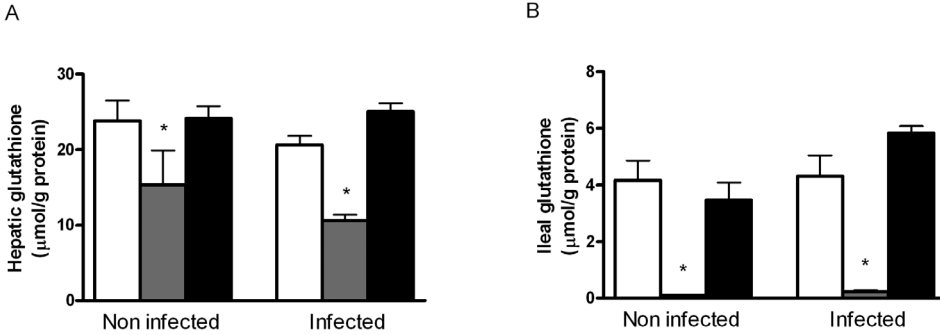 A
Hepatic glutathione
(μmol/g protein)
30
20
10
0
*
*
Non infected
Infected
B
Ileal glutathione
(μmol/g protein)
8
6
4
2
0
*
*
Non infected
Infected